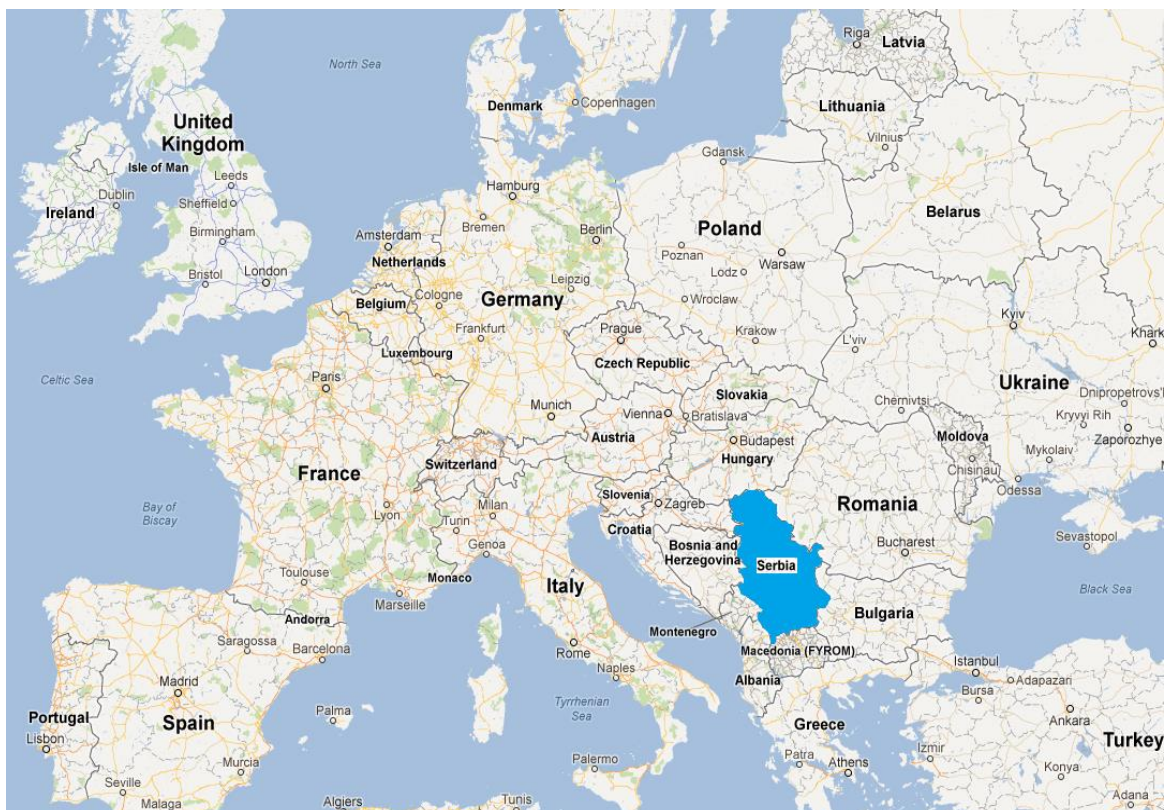 Riga
Latvia
North Sea
Denmark
Copenhagen
Lithuania
Vilnius
United
Kingdom
Isle of Man
Leeds
Gdansk
Dublin
Sheffield
Hamburg
Ireland
Birmingham
Bremen
Belarus
Amsterdam
Berlin
Poland
Poznan
Warsaw
Netherlands
Bristol
London
Lodz
Leipzig
Belgium
Cologne
Germany
Wroclaw
Kyiv
Frankfurt
Prague
Krakow
L'viv
Khark
Luxembourg
Czech Republic
Celtic Sea
Paris
Slovakia
Ukraine
Dnipropetrovs'l
Munich
Vienna
Bratislava
Chernivtsi
Kryvyi Rih
Zaporozhye
Austria
Budapest
Moldova
Hungary
Switzerland
Chisinau
Mykolaiv
France
Odessa
Slovenia
Zagreb
Romania
Bay of
Biscay
Lyon
Milan
Turin
Croatia
Genoa
Bosnia and
Herzegovina
Bucharest
Sevastopol
Serbia
Toulouse
Monaco
Italy
Black Sea
Marseille
Bulgaria
Andorra
Montenegro
Saragossa
Rome
Macedonia (FYROM)
Barcelona
Istanbul
Naples
Albania
Adapazari
Madrid
Bursa
Tyrrhenian
Sea
Portugal
Spain
Palma
Greece
Ankara
Lisbon
Turkey
Izmir
Palermo
Patra
Athens
Murcia
Konya
Seville
Malaga
Algiers
Tunis
Adana